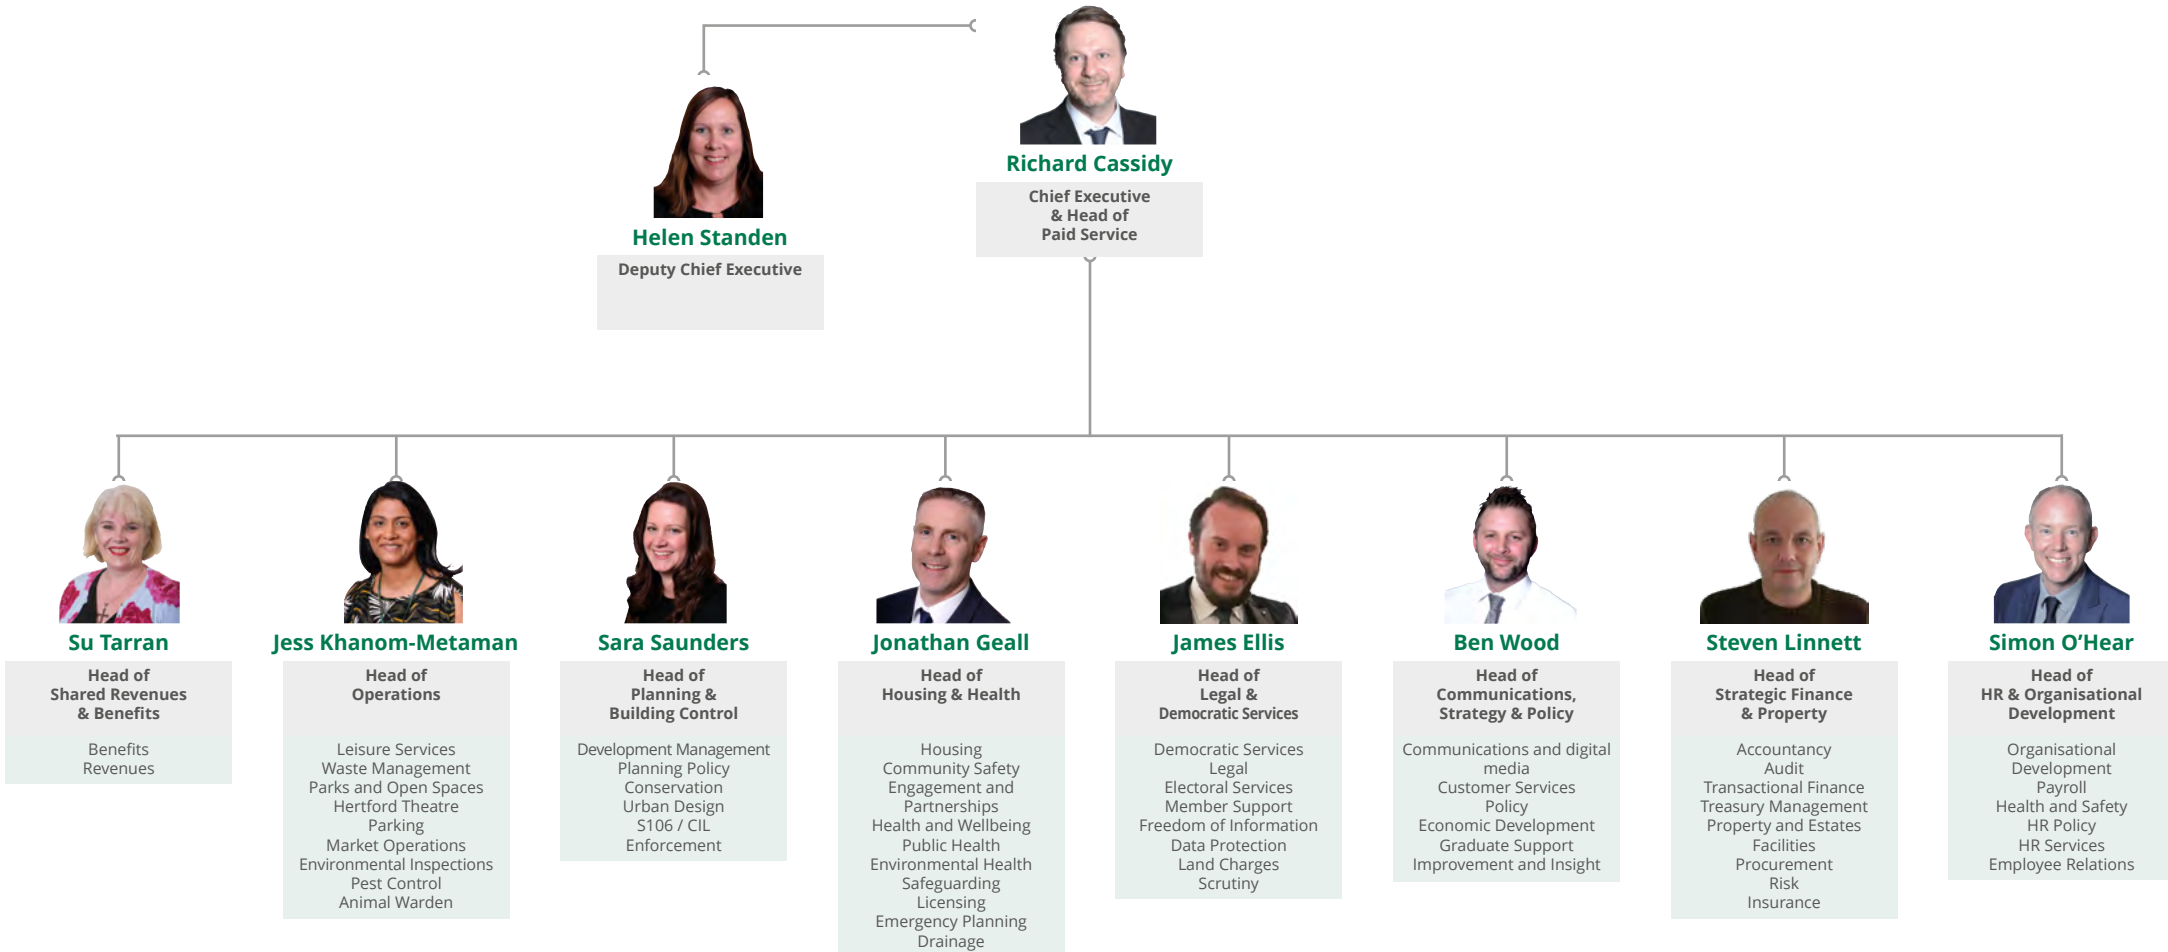 Richard Cassidy
Chief Executive
& Head of
Paid Service
Helen Standen
Deputy Chief Executive
Su Tarran
Head of
Shared Revenues
& Benefits
Benefits
Revenues
Jess Khanom-Metaman
Head of
Operations
Leisure Services
Waste Management
Parks and Open Spaces
Hertford Theatre
Parking
Market Operations
Environmental Inspections
Pest Control
Animal Warden
Sara Saunders
Head of
Planning &
Building Control
Development Management
Planning Policy
Conservation
Urban Design
S106 / CIL
Enforcement
Jonathan Geall
Head of
Housing & Health
Housing
Community Safety
Engagement and
Partnerships
Health and Wellbeing
Public Health
Environmental Health
Safeguarding
Licensing
Emergency Planning
Drainage
James Ellis
Head of
Legal &
Democratic Services
Democratic Services
Legal
Electoral Services
Member Support
Freedom of Information
Data Protection
Land Charges
Scrutiny
Ben Wood
Head of
Communications,
Strategy & Policy
Communications and digital
media
Customer Services
Policy
Economic Development
Graduate Support
Improvement and Insight
Steven Linnett
Head of
Strategic Finance
& Property
Accountancy
Audit
Transactional Finance
Treasury Management
Property and Estates
Facilities
Procurement
Risk
Insurance
Simon O’Hear
Head of
HR & Organisational
Development
Organisational
Development
Payroll
Health and Safety
HR Policy
HR Services
Employee Relations